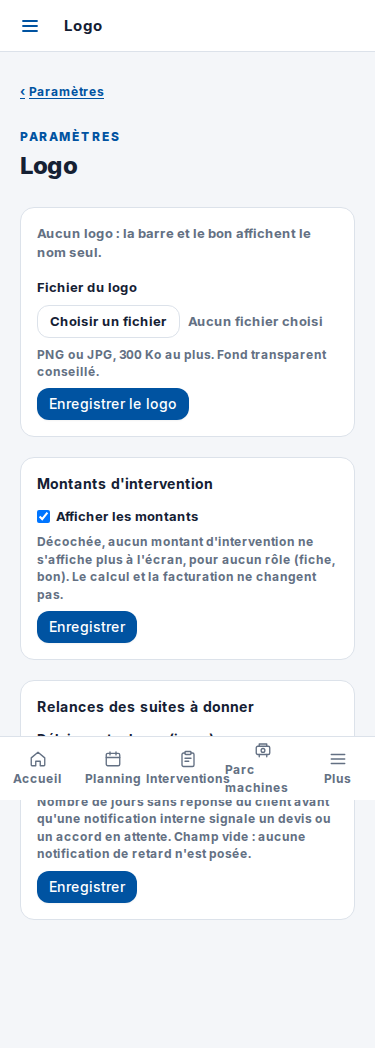 Logo
‹ Paramètres
PARAMÈTRES
Logo
Aucun logo : la barre et le bon affichent le
nom seul.
Fichier du logo
Choisir un fichier Aucun fichier choisi
PNG ou JPG, 300 Ko au plus. Fond transparent
conseillé.
Enregistrer le logo
Montants d'intervention
Afficher les montants
Décochée, aucun montant d'intervention ne
s'affiche plus à l'écran, pour aucun rôle (fiche,
bon). Le calcul et la facturation ne changent
pas.
Enregistrer
Relances des suites à donner
Accueil
Planning
Interventions
Parc
machines
Plus
Nombre de jours sans réponse du client avant
qu'une notification interne signale un devis ou
un accord en attente. Champ vide : aucune
notification de retard n'est posée.
Enregistrer